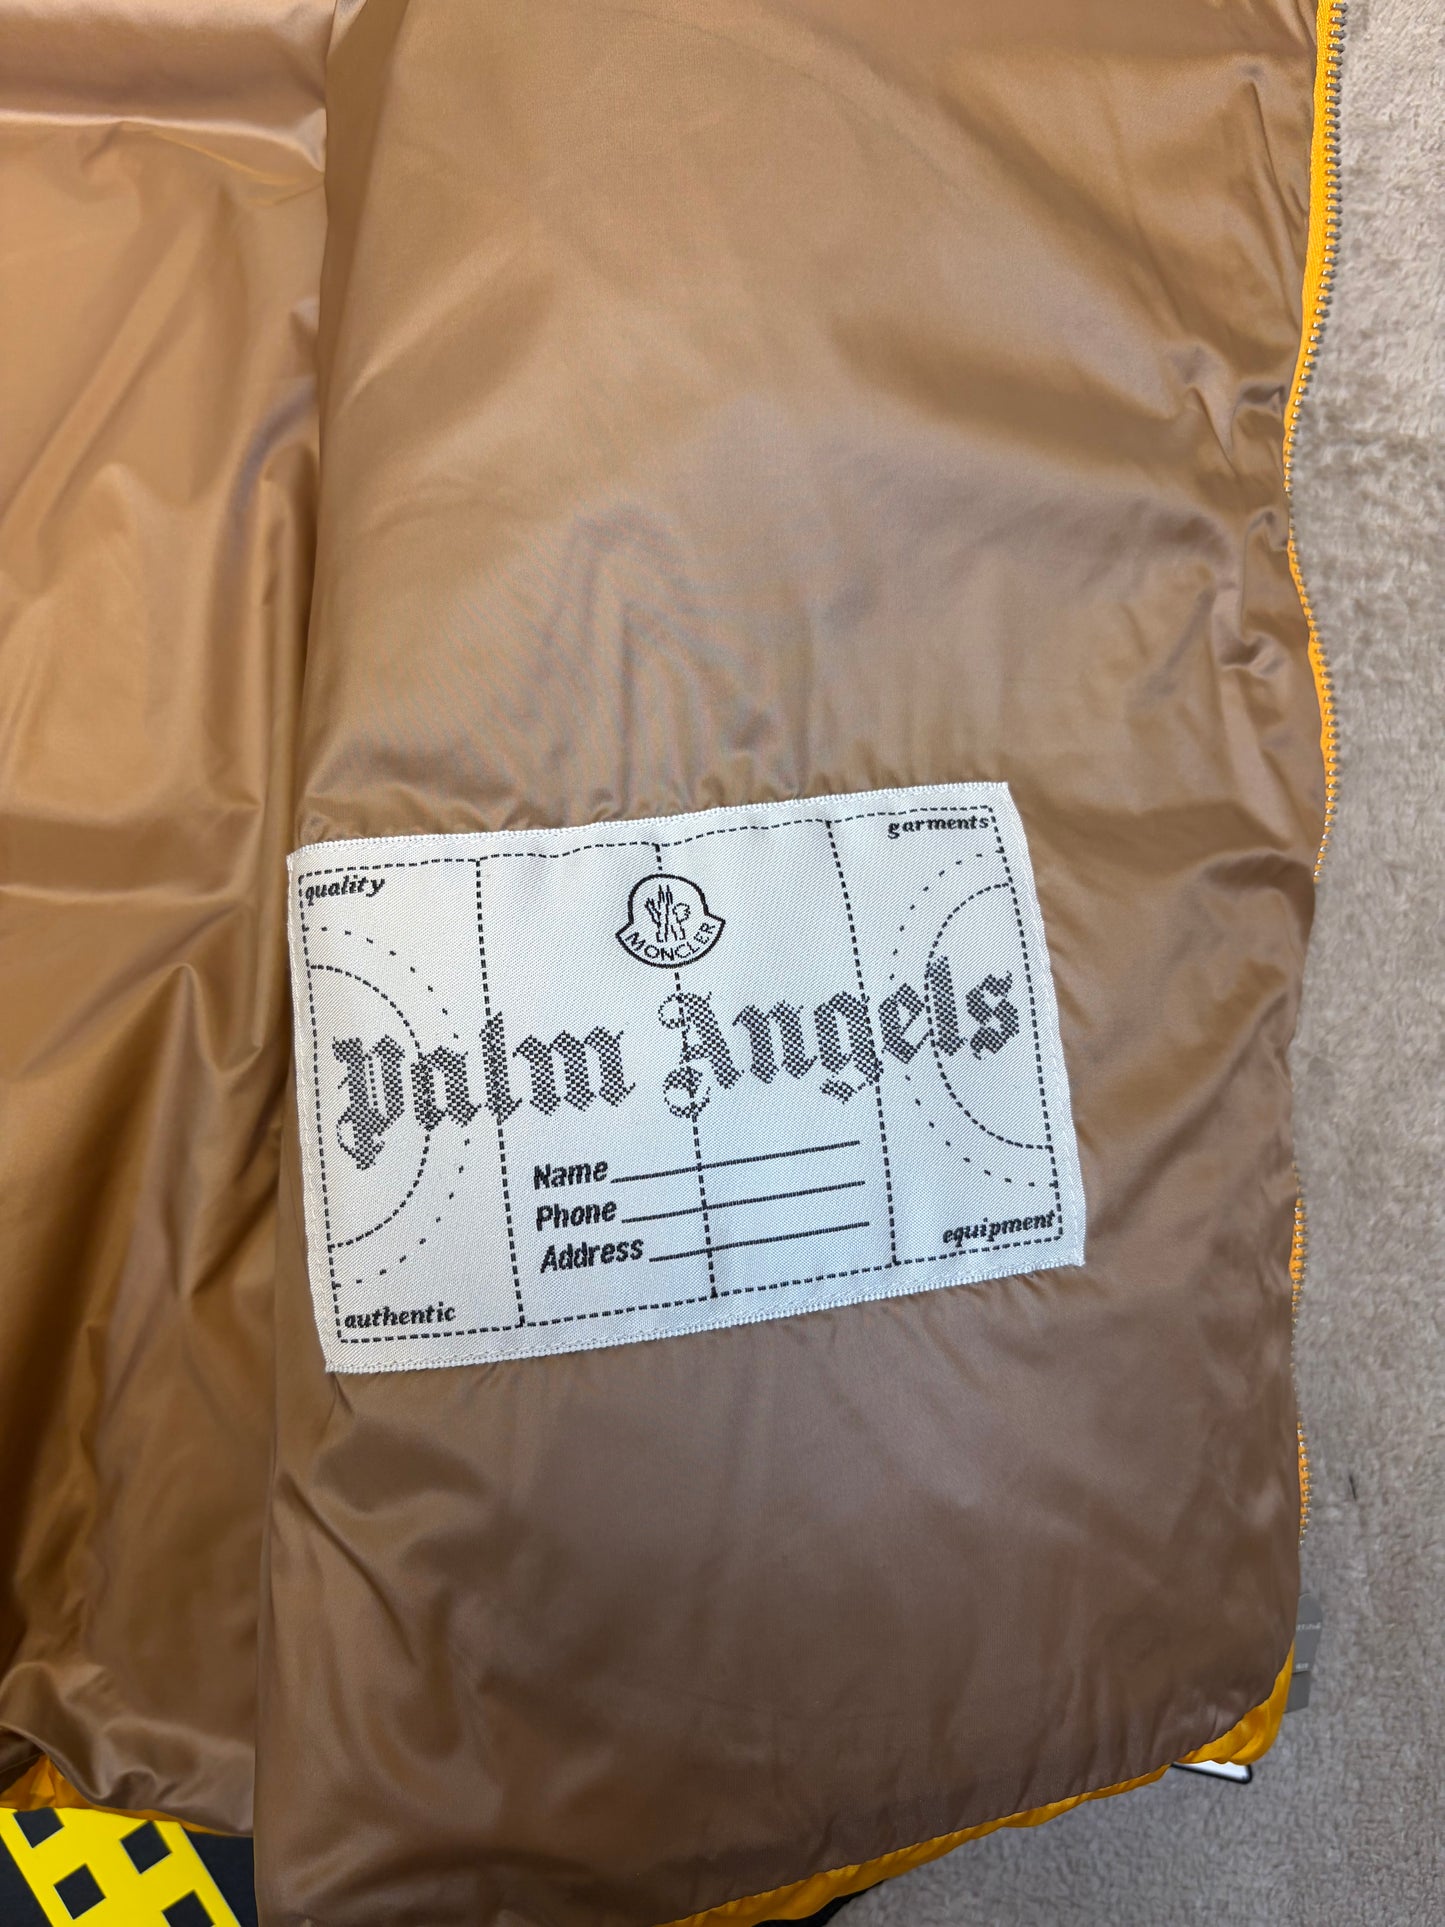 garments
quality
MONCLER
Palm Angels
Name
Phone
Address
equipment
authentic